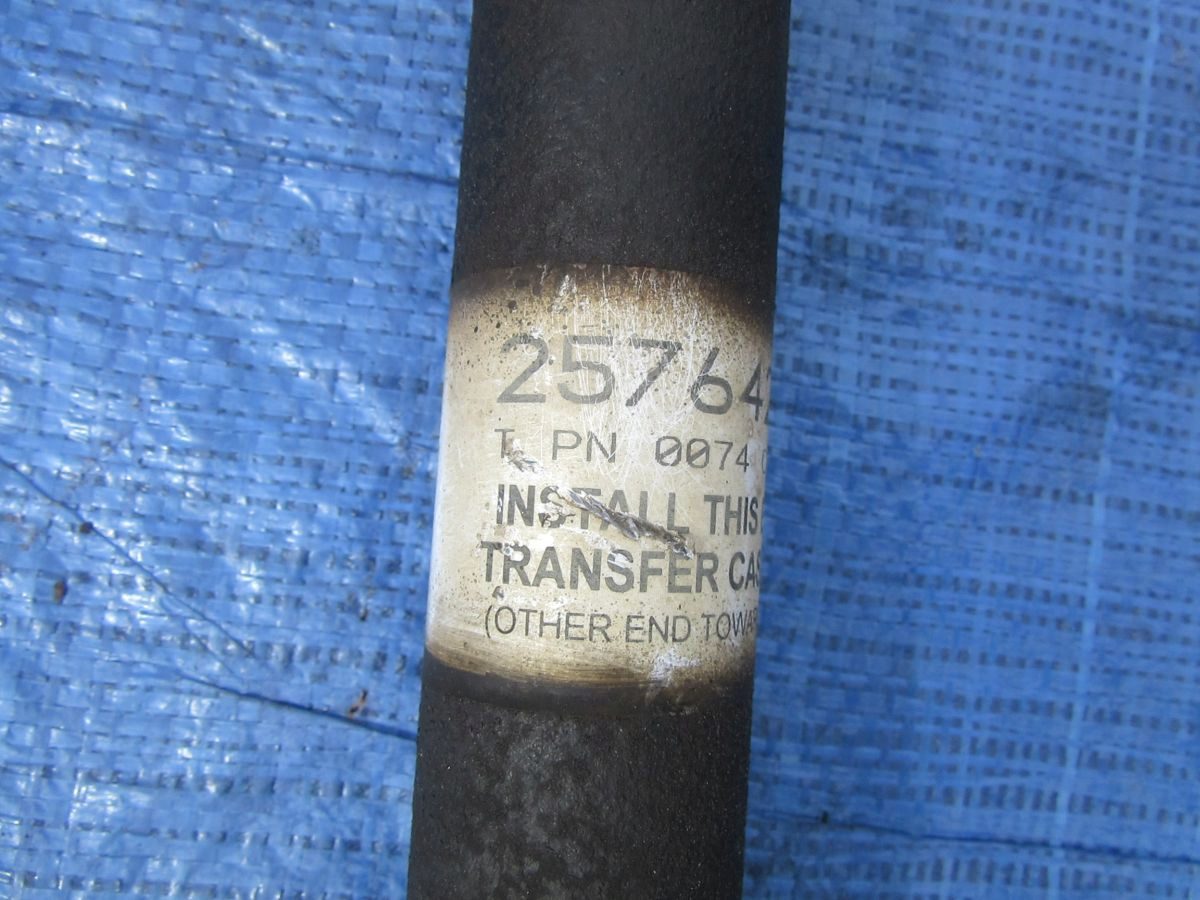 25764
T PN 0074
INSTALL THIS
TRANSFER CAS
(OTHER END TOWA